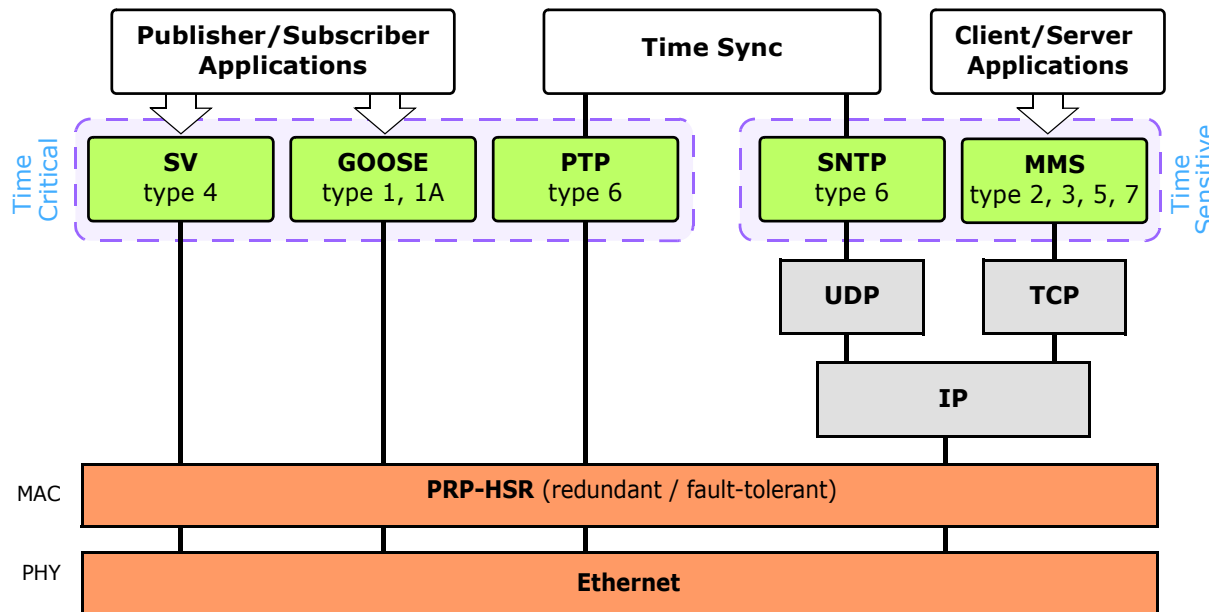 Publisher/Subscriber
Applications
Time Sync
Client/Server
Applications
Time
Critical
SV
type 4
GOOSE
type 1, 1A
PTP
type 6
SNTP
type 6
MMS
type 2, 3, 5, 7
Time
Sensitive
UDP
TCP
IP
MAC
PRP-HSR (redundant / fault-tolerant)
PHY
Ethernet